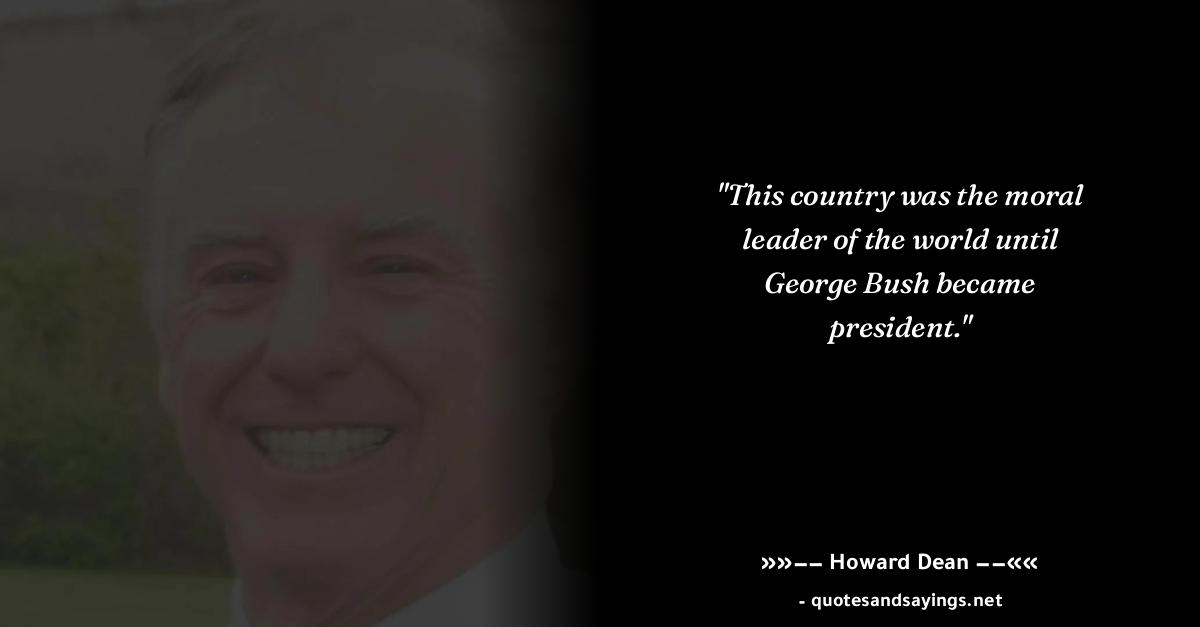 "This country was the moral
leader of the world until
George Bush became
president."
»»–– Howard Dean ––««
- quotesandsayings.net